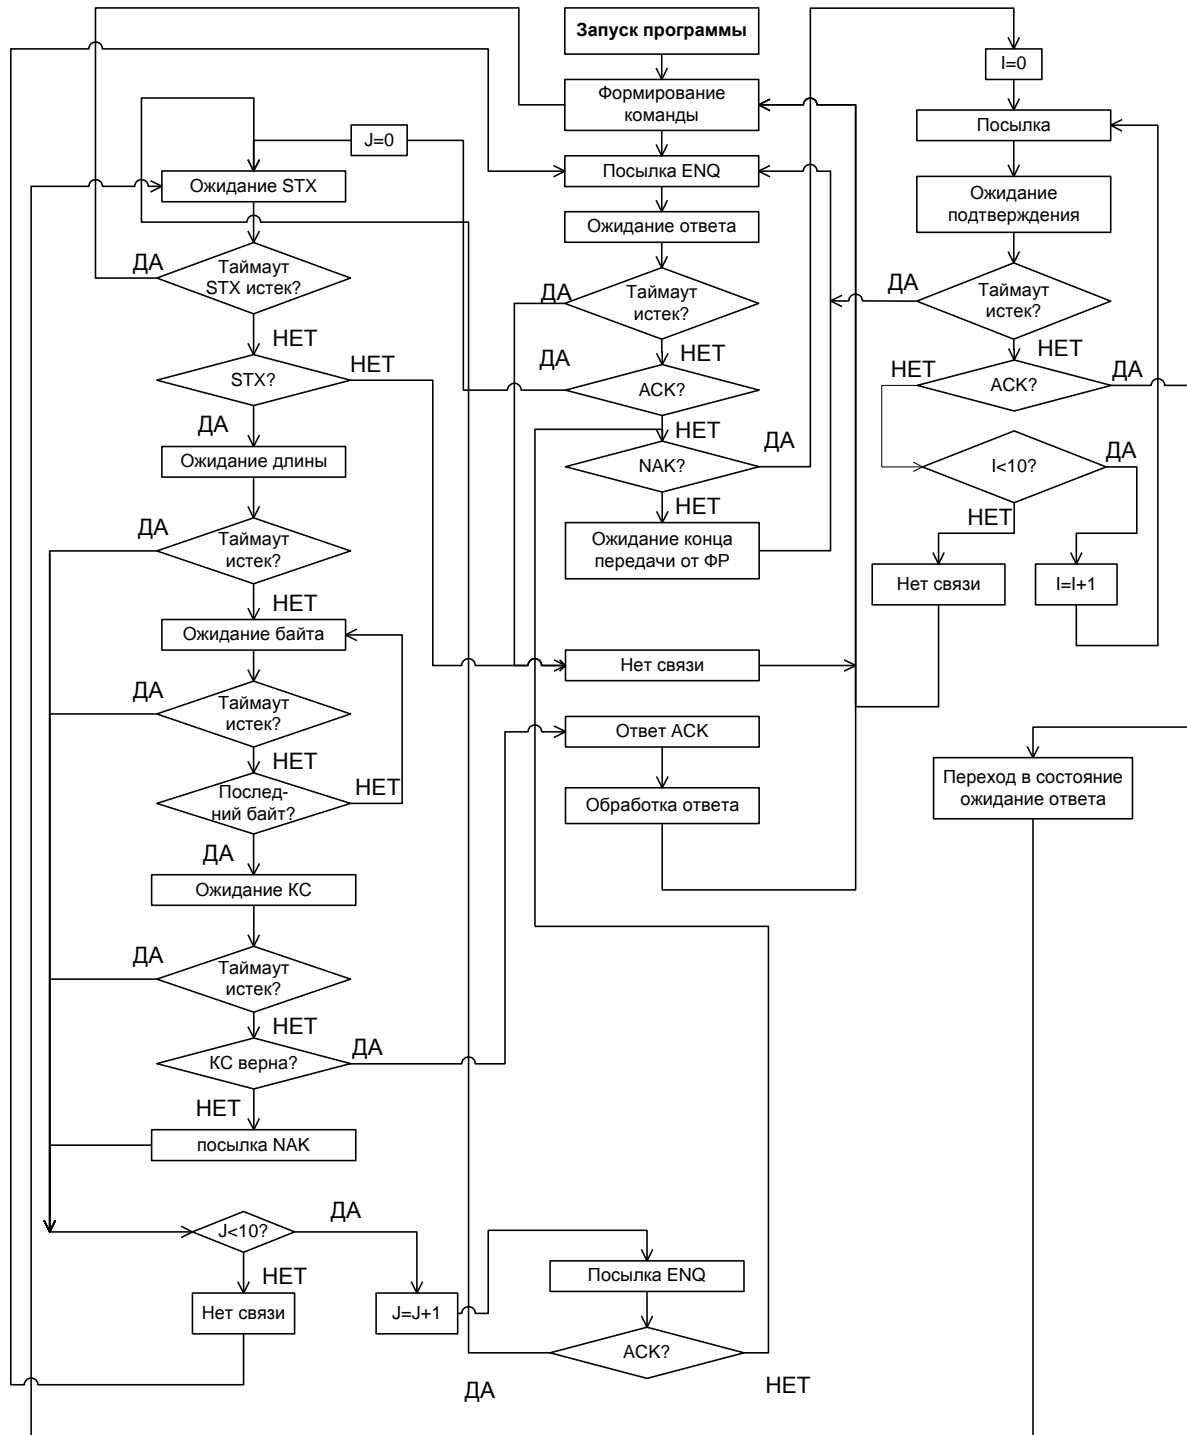 Запуск программы
I=0
Формирование
команды
Посылка
J=0
Посылка ENQ
Ожидание STX
Ожидание
подтверждения
Ожидание ответа
ДА
Таймаут
STX истек?
ДА
Таймаут
истек?
ДА
Таймаут
истек?
НЕТ
НЕТ
НЕТ
НЕТ
ДА
НЕТ
ДА
STX?
ACK?
ACK?
ДА
НЕТ
ДА
ДА
Ожидание длины
NAK?
I<10?
НЕТ
НЕТ
ДА
Таймаут
истек?
Ожидание конца
передачи от ФР
Нет связи
I=I+1
НЕТ
Ожидание байта
Нет связи
ДА
Таймаут
истек?
Ответ ACK
НЕТ
НЕТ
Послед-
ний байт?
Переход в состояние
ожидание ответа
Обработка ответа
ДА
Ожидание КС
ДА
Таймаут
истек?
НЕТ
ДА
КС верна?
НЕТ
посылка NAK
ДА
J<10?
НЕТ
Посылка ENQ
Нет связи
J=J+1
ACK?
ДА
НЕТ